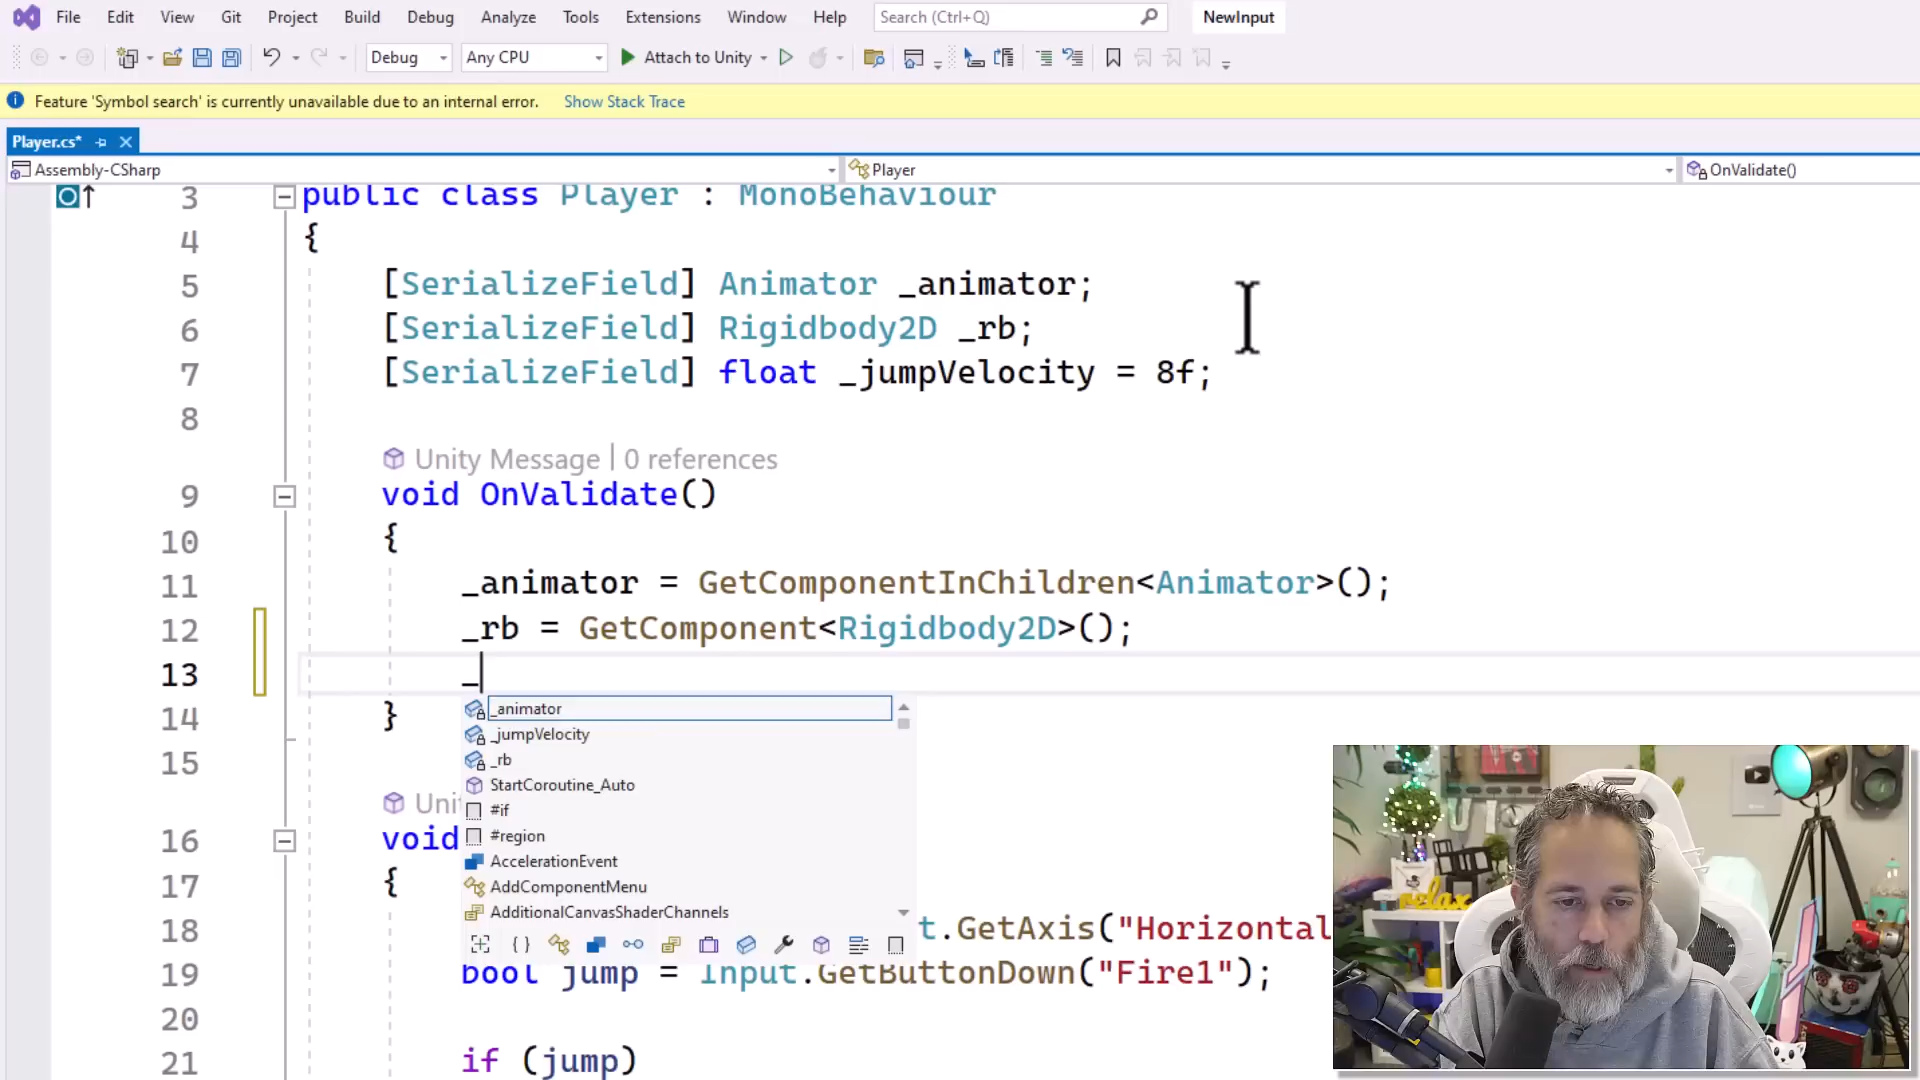 File Edit View Git Project Build Debug Analyze Tools Extensions Window Help Search (Ctrl+Q) NewInput
Debug Any CPU Attach to Unity
Feature 'Symbol search' is currently unavailable due to an internal error. Show Stack Trace
Player.cs*
Assembly-CSharp Player OnValidate()
3 public class Player : MonoBehaviour
4 {
5 [SerializeField] Animator _animator;
6 [SerializeField] Rigidbody2D _rb;
7 [SerializeField] float _jumpVelocity = 8f;
8
Unity Message | 0 references
9 void OnValidate()
10 {
11 _animator = GetComponentInChildren<Animator>();
12 _rb = GetComponent<Rigidbody2D>();
13 _
_animator
14 }
_jumpVelocity
_rb
15
StartCoroutine_Auto
Uni
#if
16 void
#region
AccelerationEvent
17 {
AddComponentMenu
AdditionalCanvasShaderChannels
18 t.GetAxis("Horizontal
19 bool jump = Input.GetButtonDown("Fire1");
20
21 if (jump)
relax